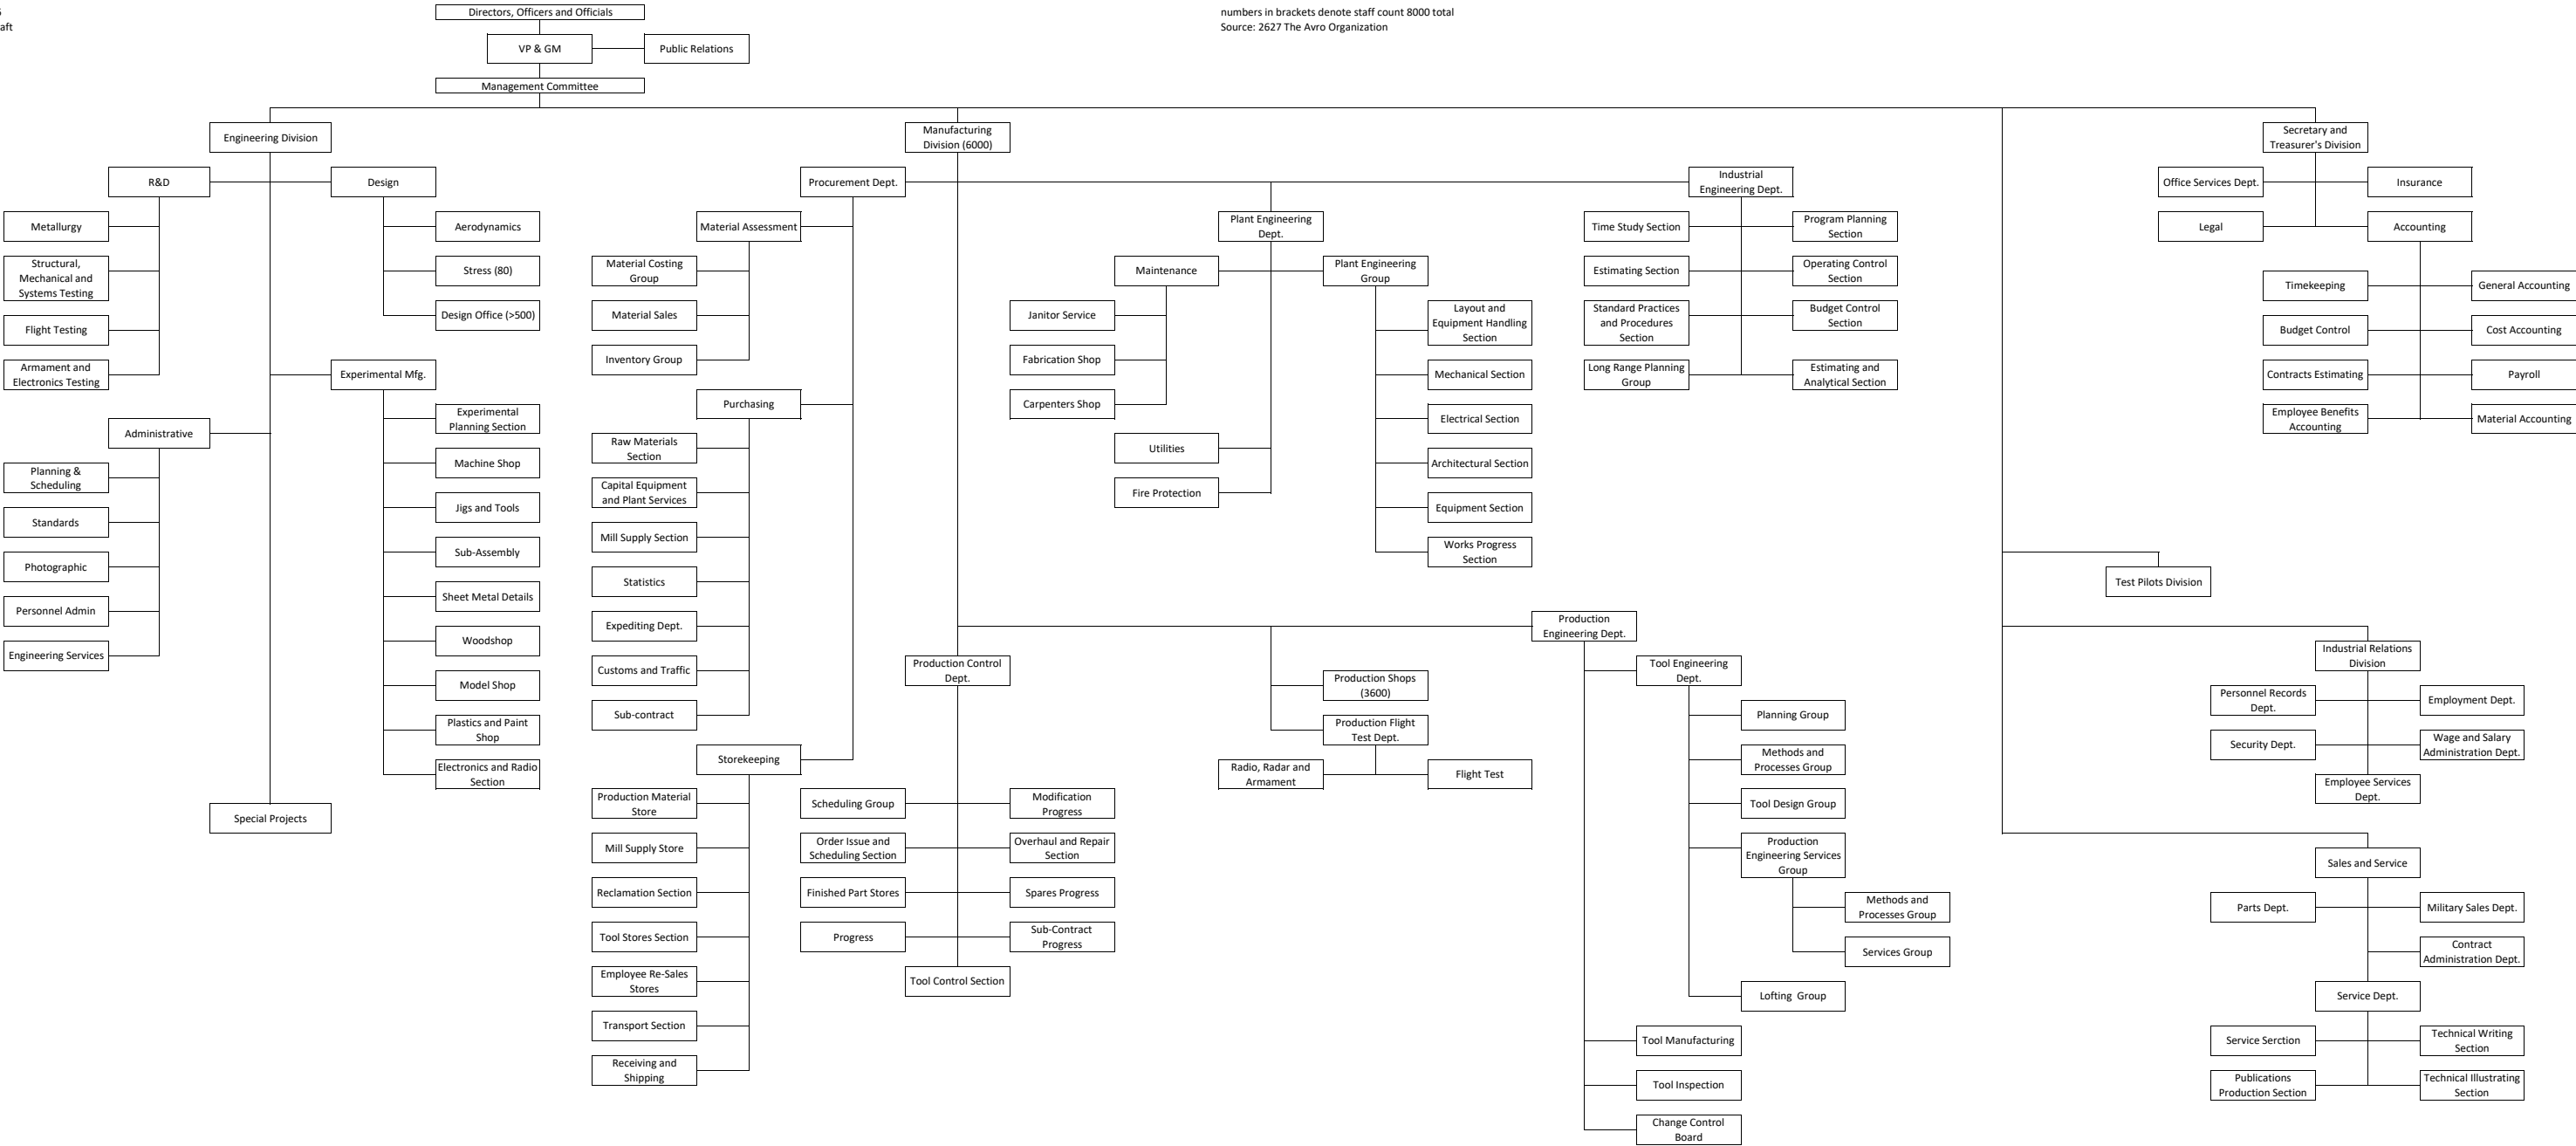 aft
numbers in brackets denote staff count 8000 total
Source: 2627 The Avro Organization
Directors, Officers and Officials
VP & GM
Public Relations
Management Committee
Engineering Division
R&D
Design
Metallurgy
Structural,
Mechanical and
Systems Testing
Flight Testing
Armament and
Electronics Testing
Aerodynamics
Stress (80)
Design Office (>500)
Experimental Mfg.
Experimental
Planning Section
Machine Shop
Jigs and Tools
Sub-Assembly
Sheet Metal Details
Woodshop
Model Shop
Plastics and Paint
Shop
Electronics and Radio
Section
Administrative
Planning &
Scheduling
Standards
Photographic
Personnel Admin
Engineering Services
Special Projects
Manufacturing
Division (6000)
Procurement Dept.
Material Assessment
Material Costing
Group
Material Sales
Inventory Group
Purchasing
Raw Materials
Section
Capital Equipment
and Plant Services
Mill Supply Section
Statistics
Expediting Dept.
Customs and Traffic
Sub-contract
Storekeeping
Production Material
Store
Mill Supply Store
Reclamation Section
Tool Stores Section
Employee Re-Sales
Stores
Transport Section
Receiving and
Shipping
Plant Engineering
Dept.
Maintenance
Janitor Service
Fabrication Shop
Carpenters Shop
Utilities
Fire Protection
Plant Engineering
Group
Layout and
Equipment Handling
Section
Mechanical Section
Electrical Section
Architectural Section
Equipment Section
Works Progress
Section
Industrial
Engineering Dept.
Time Study Section
Program Planning
Section
Estimating Section
Operating Control
Section
Standard Practices
and Procedures
Section
Budget Control
Section
Long Range Planning
Group
Estimating and
Analytical Section
Production Control
Dept.
Scheduling Group
Modification
Progress
Order Issue and
Scheduling Section
Overhaul and Repair
Section
Finished Part Stores
Spares Progress
Progress
Sub-Contract
Progress
Tool Control Section
Production Shops
(3600)
Production Flight
Test Dept.
Radio, Radar and
Armament
Flight Test
Production
Engineering Dept.
Tool Engineering
Dept.
Planning Group
Methods and
Processes Group
Tool Design Group
Production
Engineering Services
Group
Methods and
Processes Group
Services Group
Lofting Group
Tool Manufacturing
Tool Inspection
Change Control
Board
Secretary and
Treasurer's Division
Office Services Dept.
Insurance
Legal
Accounting
Timekeeping
General Accounting
Budget Control
Cost Accounting
Contracts Estimating
Payroll
Employee Benefits
Accounting
Material Accounting
Test Pilots Division
Industrial Relations
Division
Personnel Records
Dept.
Employment Dept.
Security Dept.
Wage and Salary
Administration Dept.
Employee Services
Dept.
Sales and Service
Parts Dept.
Military Sales Dept.
Contract
Administration Dept.
Service Dept.
Service Serction
Technical Writing
Section
Publications
Production Section
Technical Illustrating
Section